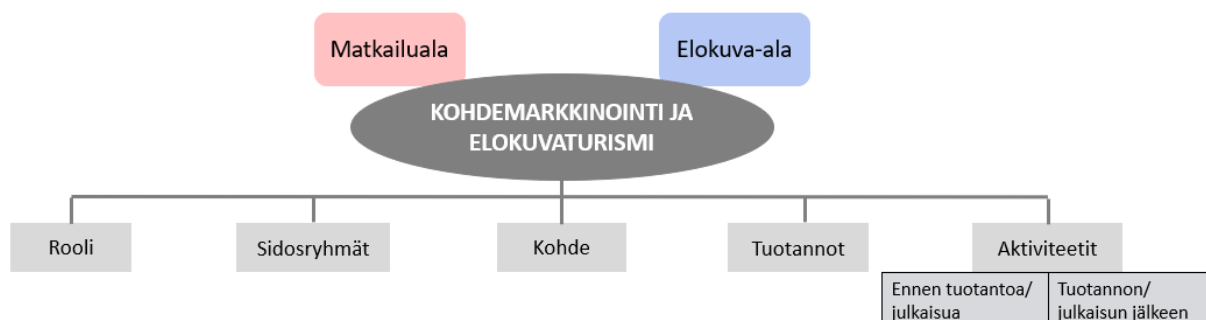 Matkailuala
Elokuva-ala
KOHDEMARKKINOINTI JA
ELOKUVATURISMI
Rooli
Sidosryhmät
Kohde
Tuotannot
Aktiviteetit
Ennen tuotantoa/
julkaisua
Tuotannon/
julkaisun jälkeen